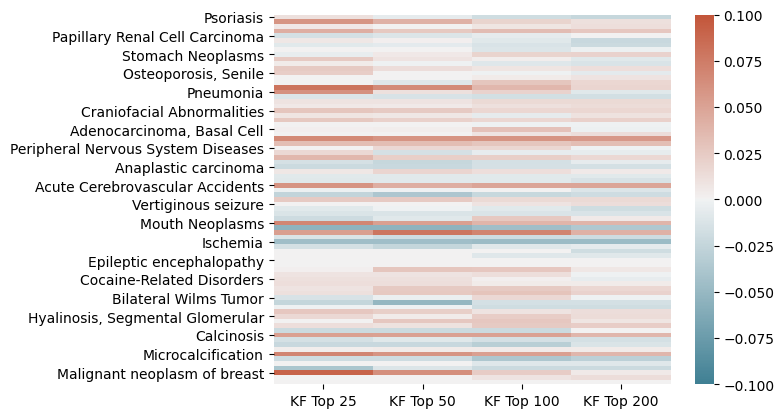 Psoriasis
Papillary Renal Cell Carcinoma
Stomach Neoplasms
Osteoporosis, Senile
Pneumonia
Craniofacial Abnormalities
Adenocarcinoma, Basal Cell
Peripheral Nervous System Diseases
Anaplastic carcinoma
Acute Cerebrovascular Accidents
Vertiginous seizure
Mouth Neoplasms
Ischemia
Epileptic encephalopathy
Cocaine-Related Disorders
Bilateral Wilms Tumor
Hyalinosis, Segmental Glomerular
Calcinosis
Microcalcification
Malignant neoplasm of breast
KF Top 25 KF Top 50 KF Top 100 KF Top 200
0.100
0.075
0.050
0.025
0.000
−0.025
−0.050
−0.075
−0.100